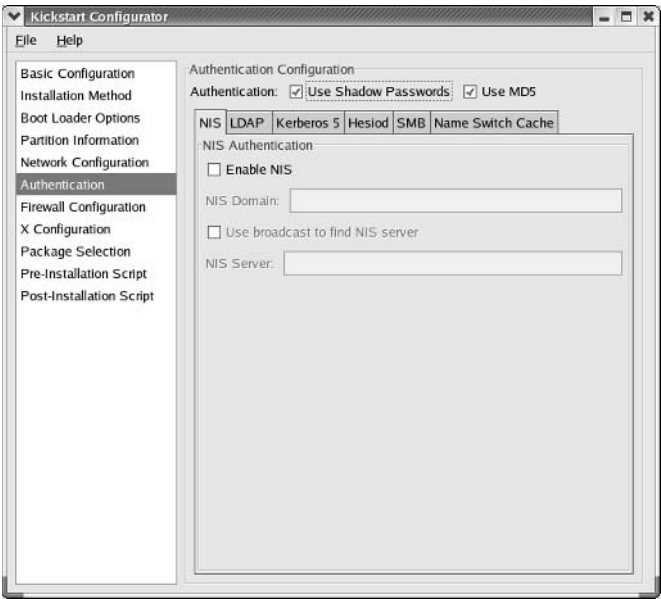 Kickstart Configurator
File Help
Basic Configuration
Installation Method
Boot Loader Options
Partition Information
Network Configuration
Authentication
Firewall Configuration
X Configuration
Package Selection
Pre-Installation Script
Post-Installation Script
Authentication Configuration
Authentication: Use Shadow Passwords Use MD5
NIS LDAP Kerberos 5 Hesiod SMB Name Switch Cache
NIS Authentication
Enable NIS
NIS Domain:
Use broadcast to find NIS server
NIS Server: